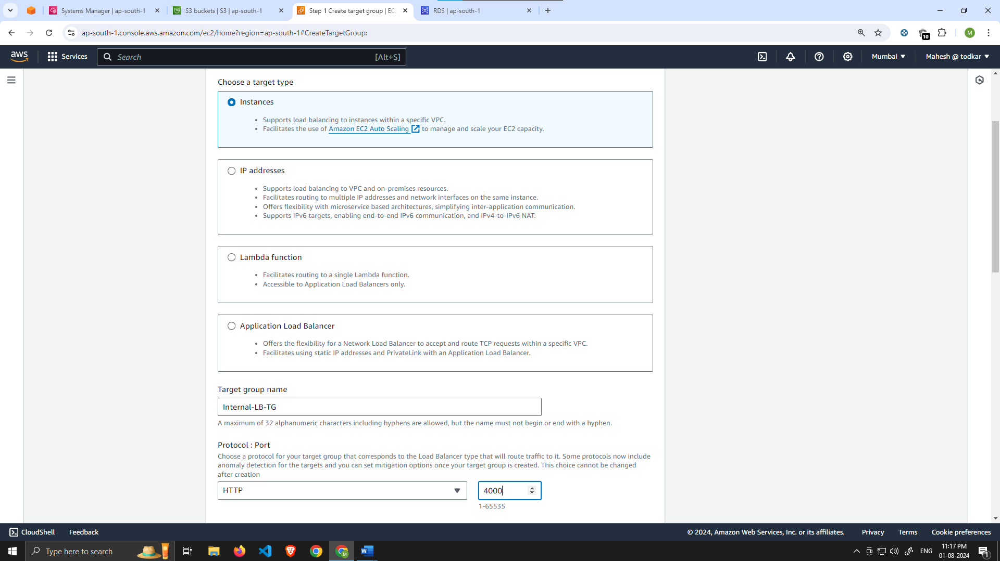 Systems Manager | ap-south-1
S3 buckets | S3 | ap-south-1
Step 1 Create target group | EC
RDS | ap-south-1
ap-south-1.console.aws.amazon.com/ec2/home?region=ap-south-1#CreateTargetGroup:
10
M
aws
Services
Search
[Alt+S]
Mumbai
Mahesh @ todkar
Choose a target type
Instances
Supports load balancing to instances within a specific VPC.
Facilitates the use of Amazon EC2 Auto Scaling to manage and scale your EC2 capacity.
IP addresses
Supports load balancing to VPC and on-premises resources.
Facilitates routing to multiple IP addresses and network interfaces on the same instance.
Offers flexibility with microservice based architectures, simplifying inter-application communication.
Supports IPv6 targets, enabling end-to-end IPv6 communication, and IPv4-to-IPv6 NAT.
Lambda function
Facilitates routing to a single Lambda function.
Accessible to Application Load Balancers only.
Application Load Balancer
Offers the flexibility for a Network Load Balancer to accept and route TCP requests within a specific VPC.
Facilitates using static IP addresses and PrivateLink with an Application Load Balancer.
Target group name
Internal-LB-TG
A maximum of 32 alphanumeric characters including hyphens are allowed, but the name must not begin or end with a hyphen.
Protocol : Port
Choose a protocol for your target group that corresponds to the Load Balancer type that will route traffic to it. Some protocols now include
anomaly detection for the targets and you can set mitigation options once your target group is created. This choice cannot be changed
after creation
HTTP
4000
1-65535
CloudShell
Feedback
© 2024, Amazon Web Services, Inc. or its affiliates.
Privacy
Terms
Cookie preferences
Type here to search
ENG
11:17 PM
01-08-2024
1